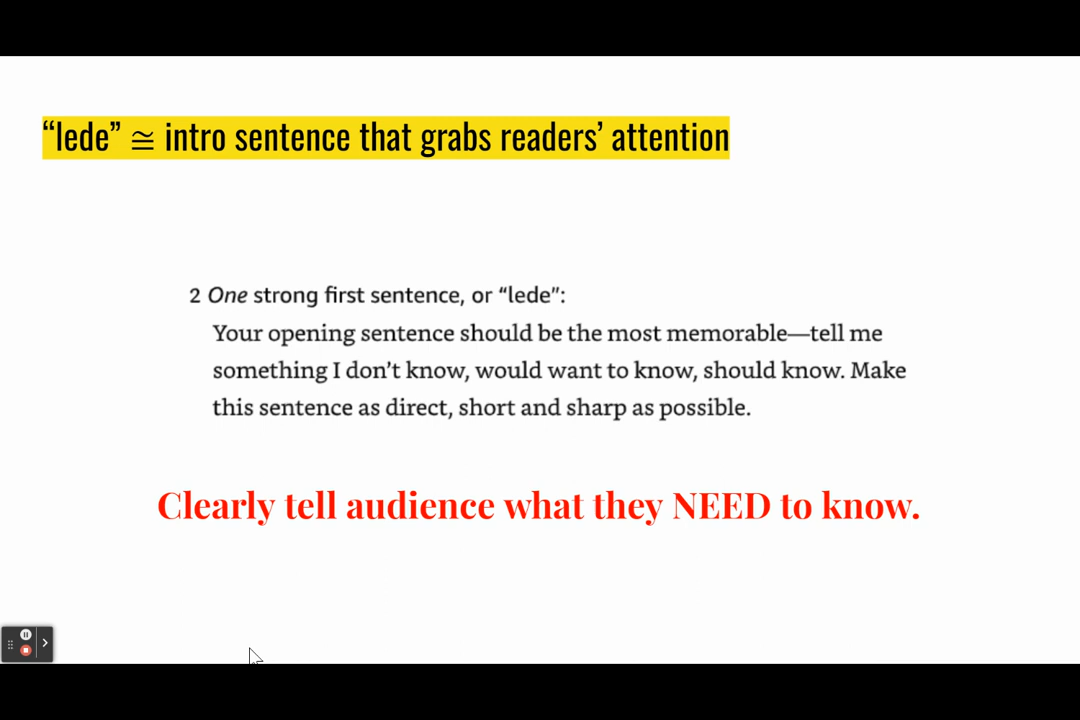 “lede” ≅ intro sentence that grabs readers’ attention
2 One strong first sentence, or “lede”:
Your opening sentence should be the most memorable—tell me
something I don’t know, would want to know, should know. Make
this sentence as direct, short and sharp as possible.
Clearly tell audience what they NEED to know.